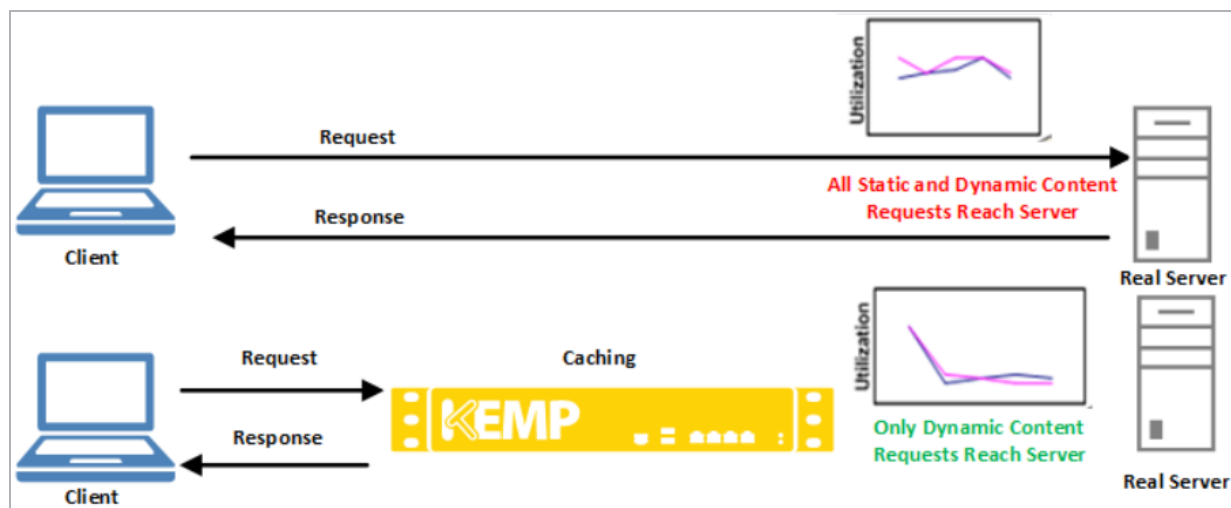 Utilization
Request
All Static and Dynamic Content
Requests Reach Server
Response
Client
Real Server
Utilization
Request
Caching
KEMP
Only Dynamic Content
Requests Reach Server
Response
Client
Real Server